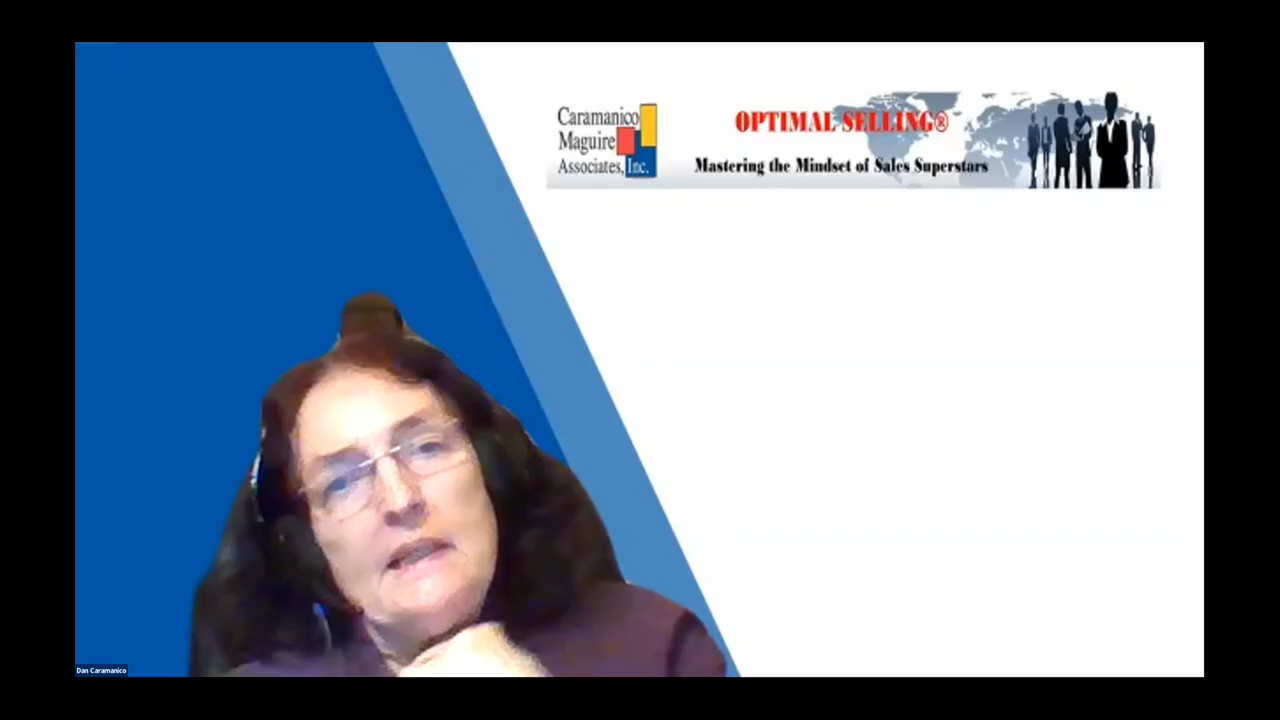 Caramanico
Maguire
Associates, Inc.
OPTIMAL SELLING®
Mastering the Mindset of Sales Superstars
Dan Caramanico